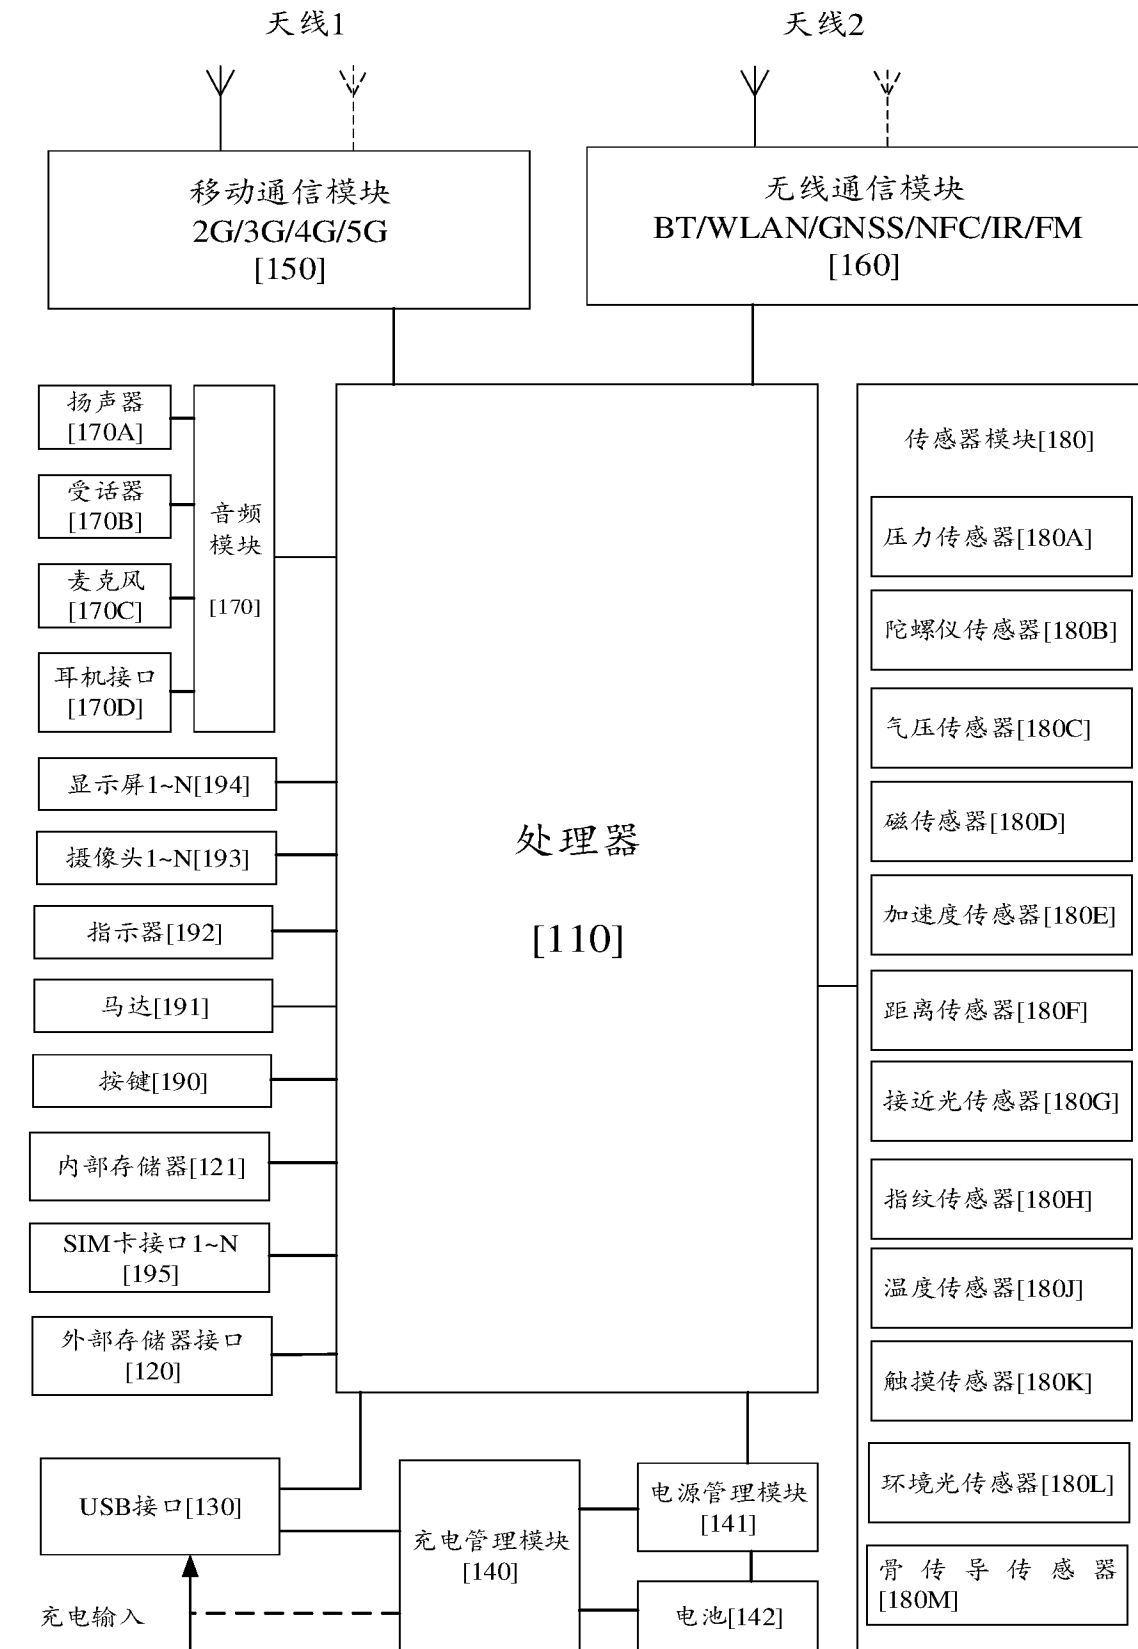 天线1
天线2
移动通信模块
2G/3G/4G/5G
[150]
无线通信模块
BT/WLAN/GNSS/NFC/IR/FM
[160]
扬声器
[170A]
受话器
[170B]
麦克风
[170C]
耳机接口
[170D]
音频
模块
[170]
显示屏1~N[194]
摄像头1~N[193]
指示器[192]
马达[191]
按键[190]
内部存储器[121]
SIM卡接口1~N
[195]
外部存储器接口
[120]
处理器
[110]
传感器模块[180]
压力传感器[180A]
陀螺仪传感器[180B]
气压传感器[180C]
磁传感器[180D]
加速度传感器[180E]
距离传感器[180F]
接近光传感器[180G]
指纹传感器[180H]
温度传感器[180J]
触摸传感器[180K]
环境光传感器[180L]
骨传导传感器
[180M]
USB接口[130]
充电管理模块
[140]
电源管理模块
[141]
电池[142]
充电输入